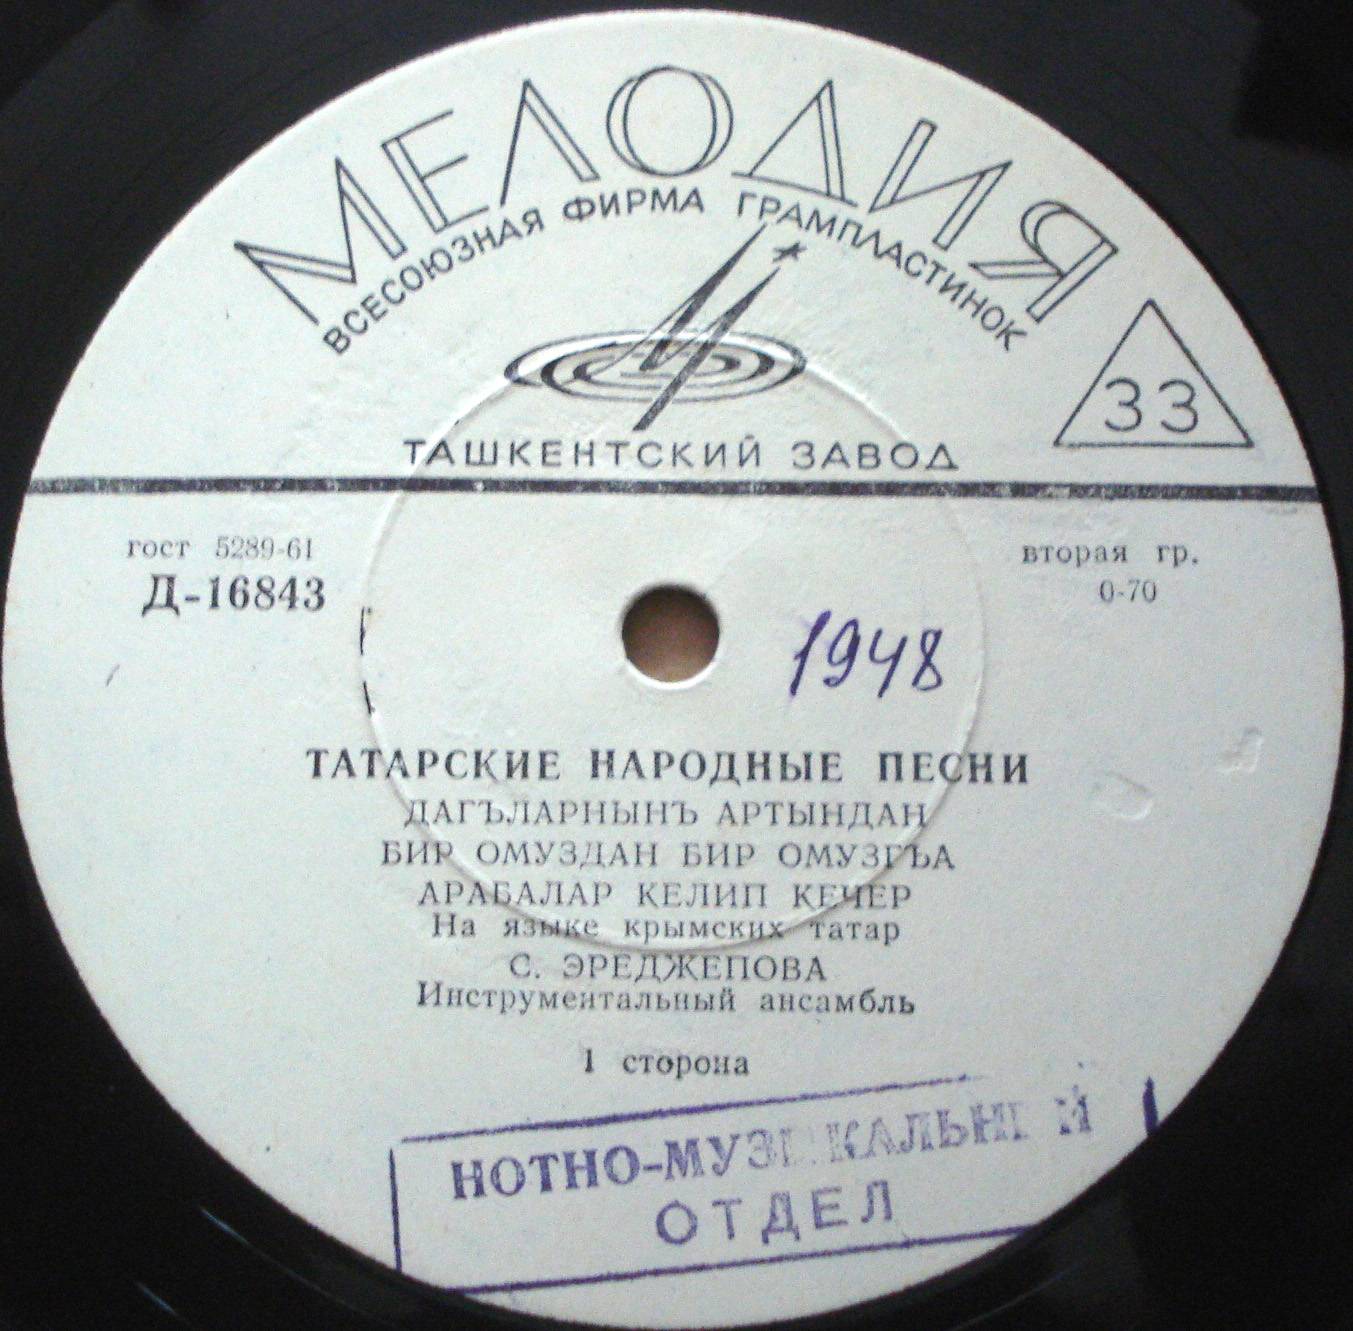 МЕЛОДИЯ
ВСЕСОЮЗНАЯ ФИРМА ГРАМПЛАСТИНОК
33
ТАШКЕНТСКИЙ ЗАВОД
гост 5289-61
Д-16843
вторая гр.
0-70
1948
ТАТАРСКИЕ НАРОДНЫЕ ПЕСНИ
ДАГЪЛАРНЫНЪ АРТЫНДАН
БИР ОМУЗДАН БИР ОМУЗГЪА
АРАБАЛАР КЕЛИП КЕЧЕР
На языке крымских татар
С. ЭРЕДЖЕПОВА
Инструментальный ансамбль
1 сторона
НОТНО-МУЗЫКАЛЬНЫЙ
ОТДЕЛ